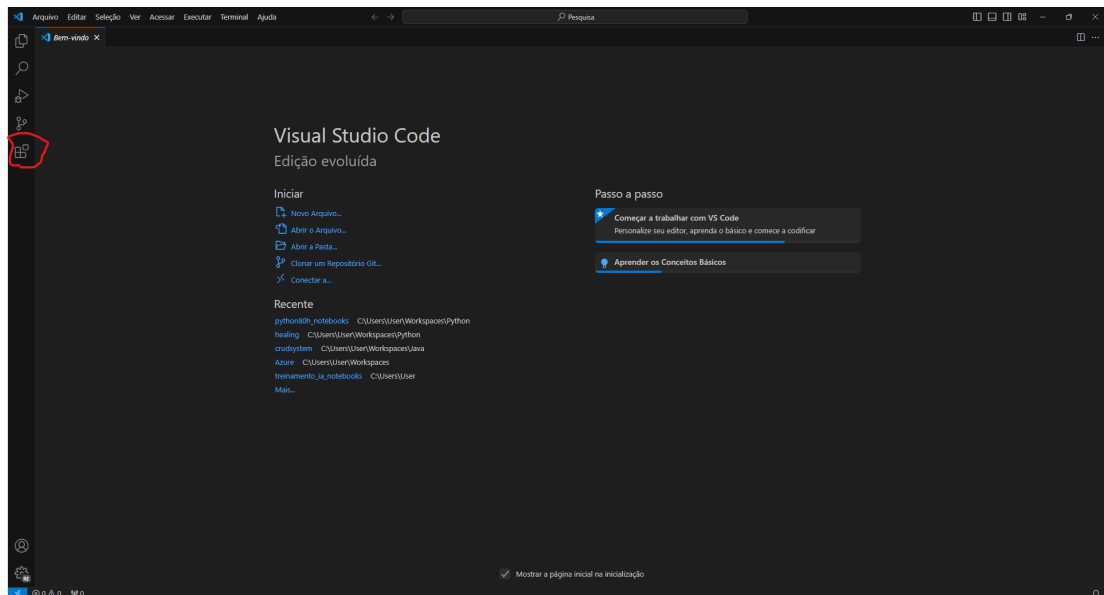 Arquivo Editar Seleção Ver Acessar Executar Terminal Ajuda Pesquisa
Bem-vindo
Visual Studio Code
Edição evoluída
Iniciar
Novo Arquivo...
Abrir o Arquivo...
Abrir a Pasta...
Clonar um Repositório Git...
Conectar a...
Recente
python80h_notebooks C:\Users\User\Workspaces\Python
healing C:\Users\User\Workspaces\Python
crudsystem C:\Users\User\Workspaces\Java
Azure C:\Users\User\Workspaces
treinamento_ia_notebooks C:\Users\User
Mais...
Passo a passo
Começar a trabalhar com VS Code
Personalize seu editor, aprenda o básico e comece a codificar
Aprender os Conceitos Básicos
Mostrar a página inicial na inicialização
0 0 0